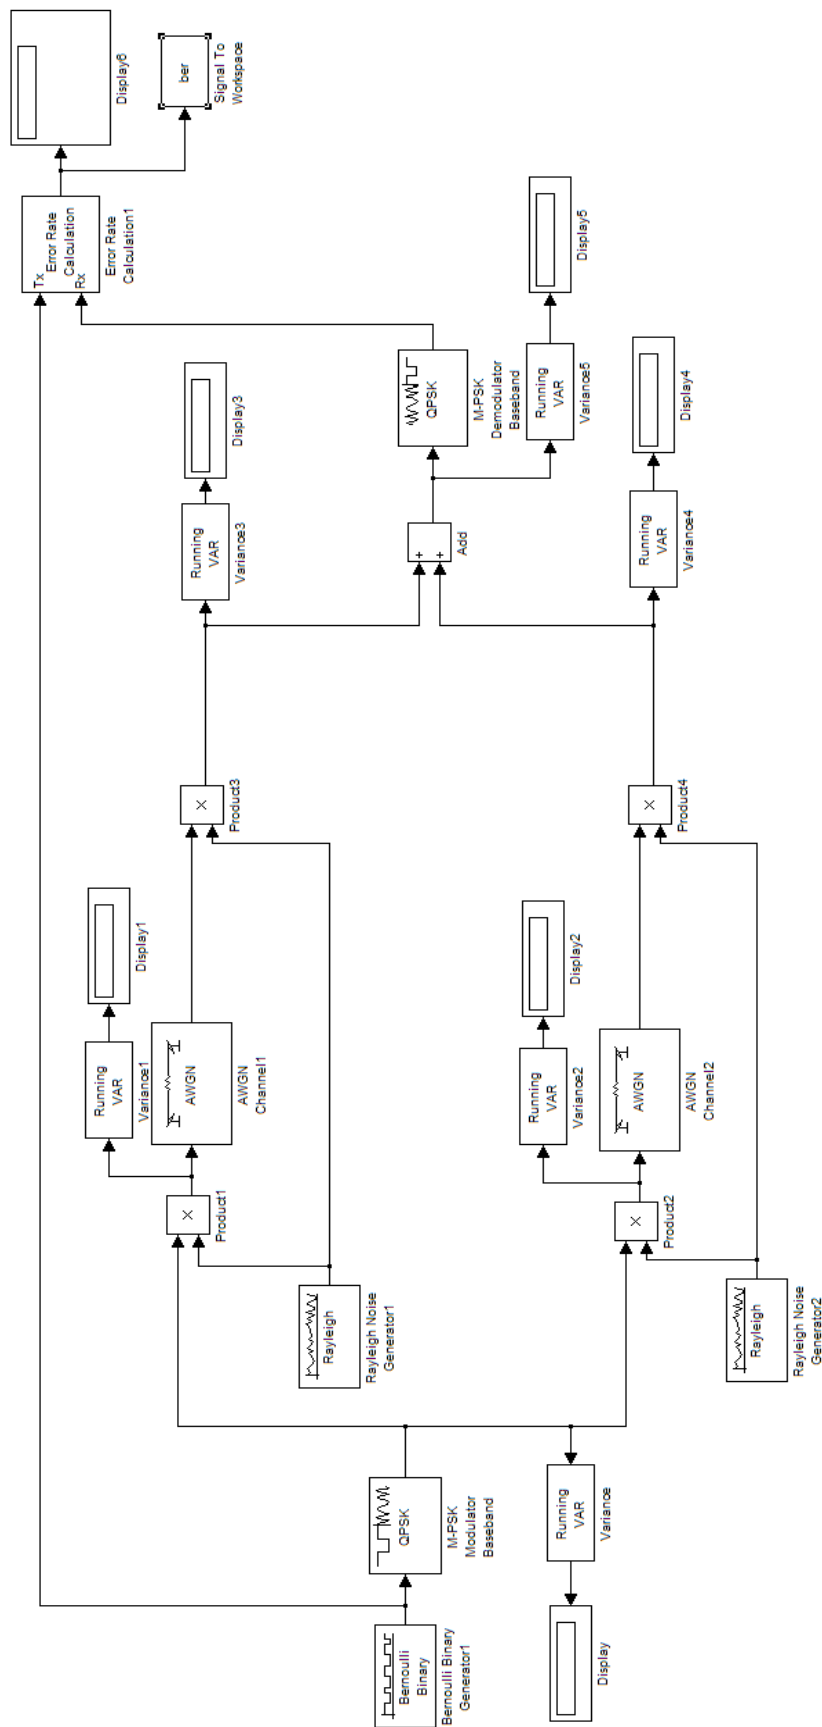 Display6
ber
Signal To
Workspace
Tx
Error Rate
Calculation
Rx
Error Rate
Calculation1
Display5
Running
VAR
Variance5
QPSK
M-PSK
Demodulator
Baseband
Display3
Running
VAR
Variance3
+
+
Add
Display4
Running
VAR
Variance4
×
Product3
×
Product4
Display1
Running
VAR
Variance1
AWGN
AWGN
Channel1
Display2
Running
VAR
Variance2
AWGN
AWGN
Channel2
×
Product1
×
Product2
Rayleigh
Rayleigh Noise
Generator1
Rayleigh
Rayleigh Noise
Generator2
QPSK
M-PSK
Modulator
Baseband
Running
VAR
Variance
Bernoulli
Binary
Bernoulli Binary
Generator1
Display